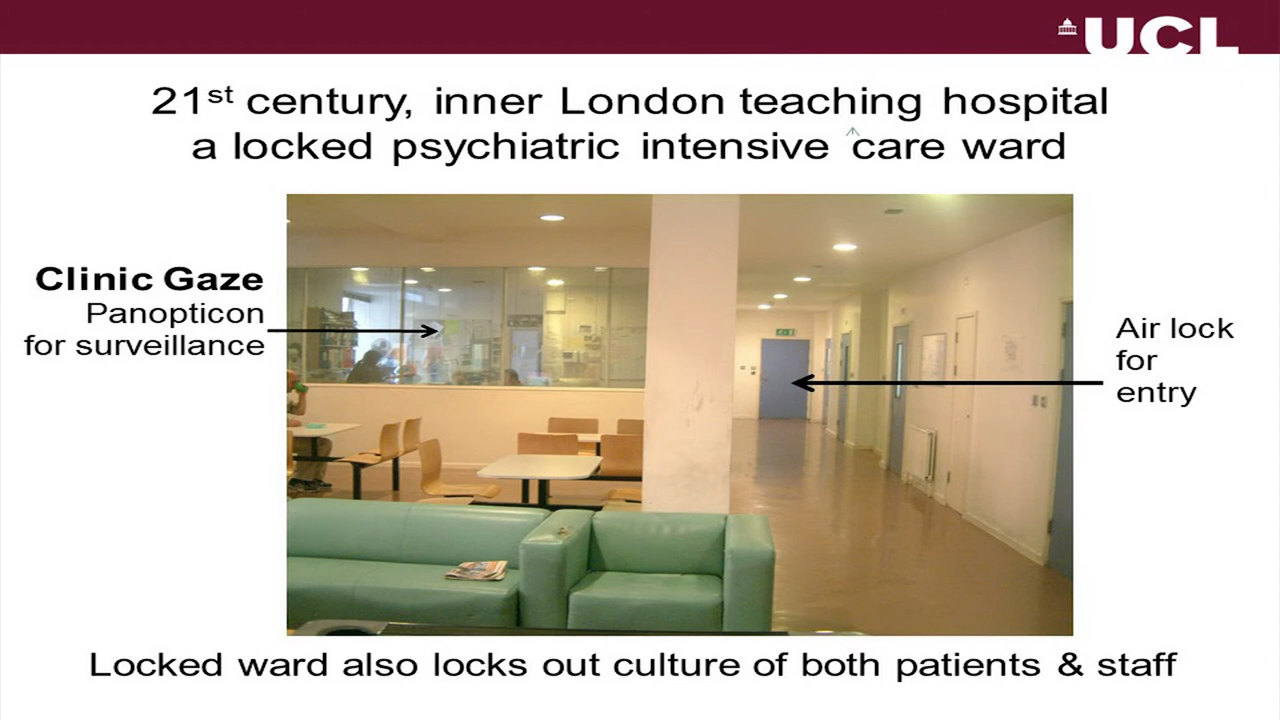 UCL
21st century, inner London teaching hospital
a locked psychiatric intensive care ward
Clinic Gaze
Panopticon
for surveillance
Air lock
for
entry
Locked ward also locks out culture of both patients & staff